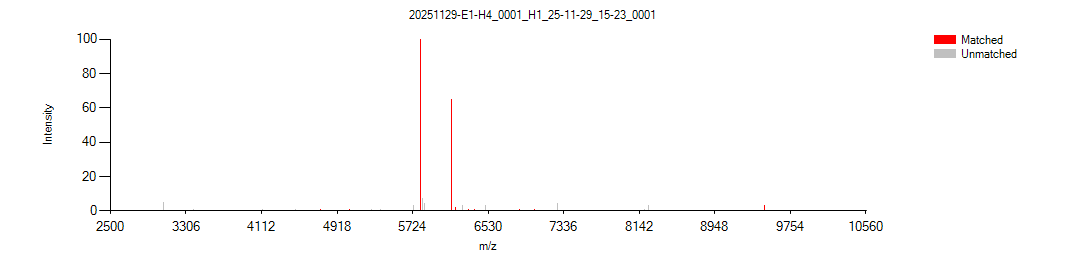 20251129-E1-H4_0001_H1_25-11-29_15-23_0001
Matched
Unmatched
Intensity
100
80
60
40
20
0
2500 3306 4112 4918 5724 6530 7336 8142 8948 9754 10560
m/z